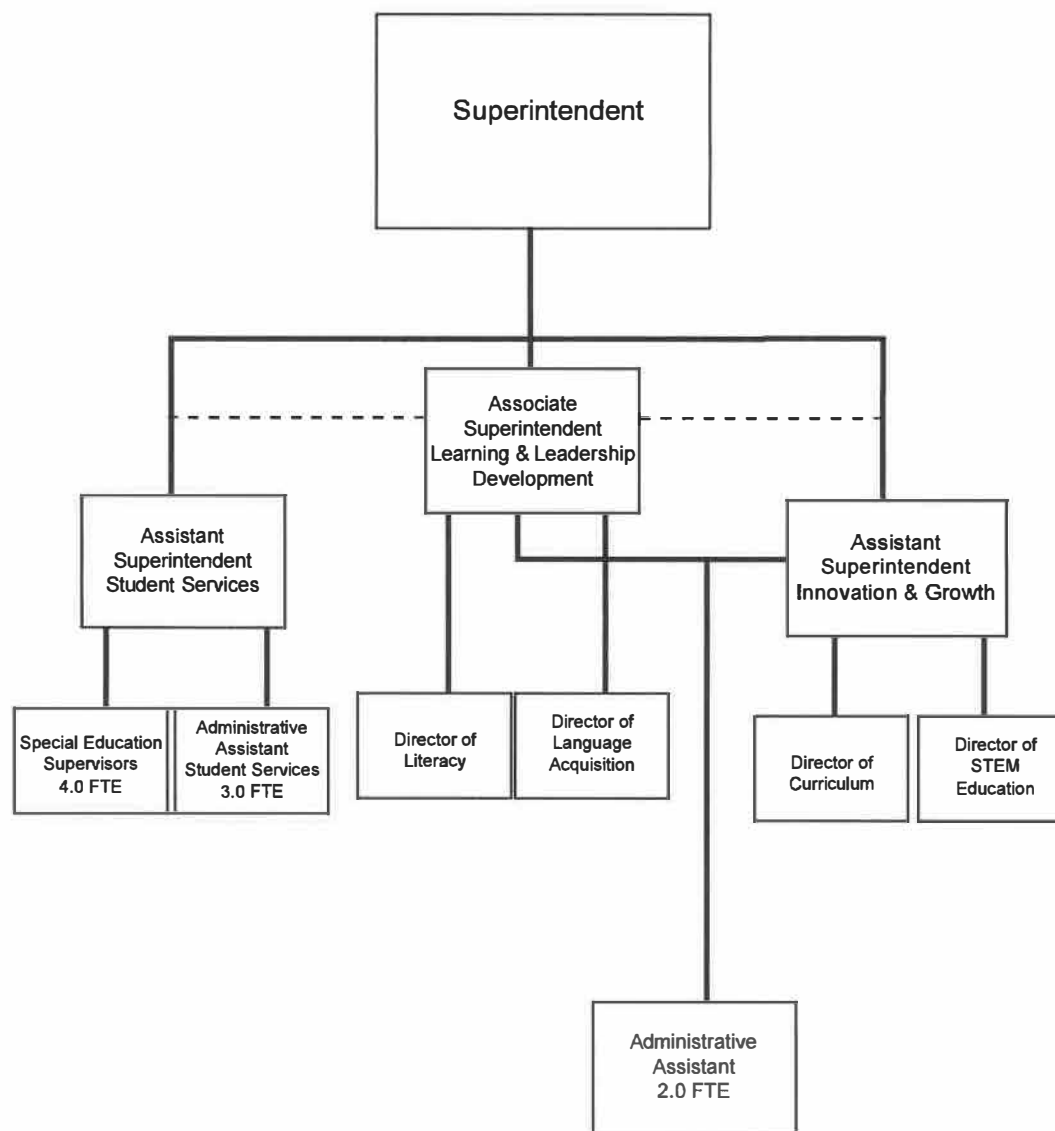 Superintendent
Associate
Superintendent
Learning & Leadership
Development
Assistant
Superintendent
Student Services
Assistant
Superintendent
Innovation & Growth
Special Education
Supervisors
4.0 FTE
Administrative
Assistant
Student Services
3.0 FTE
Director of
Literacy
Director of
Language
Acquisition
Director of
Curriculum
Director of
STEM
Education
Administrative
Assistant
2.0 FTE